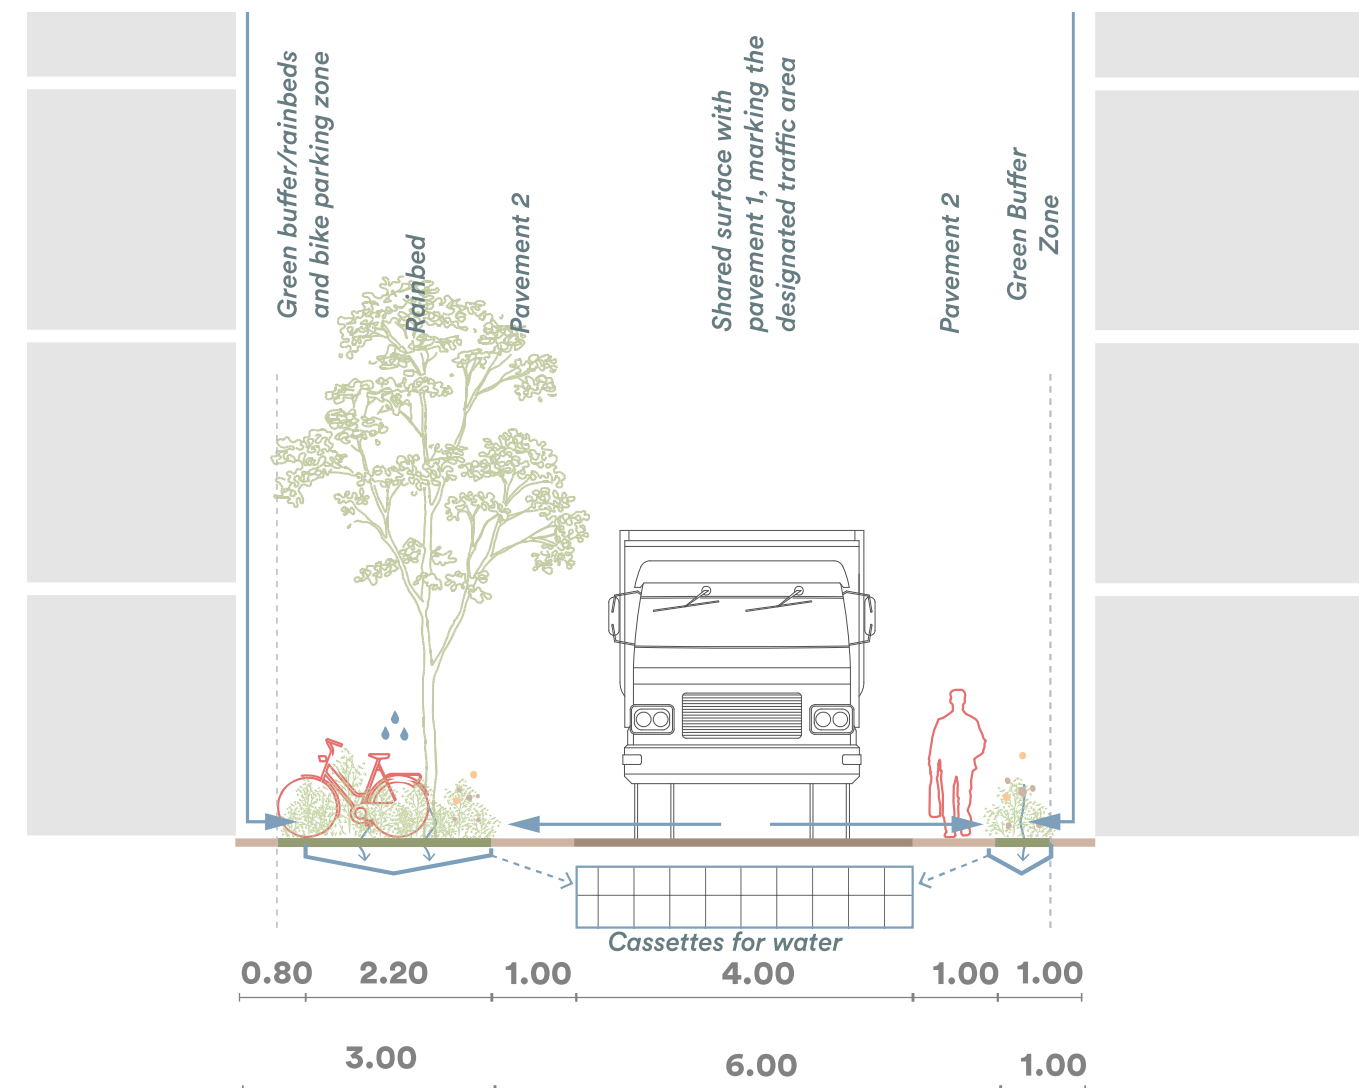 Green buffer/rainbeds
and bike parking zone
Rainbed
Pavement 2
Shared surface with
pavement 1, marking the
designated traffic area
Pavement 2
Green Buffer
Zone
Cassettes for water
0.80 2.20 1.00 4.00 1.00 1.00
3.00 6.00 1.00